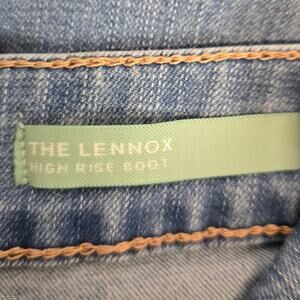 THE LENNOX
HIGH RISE BOOT